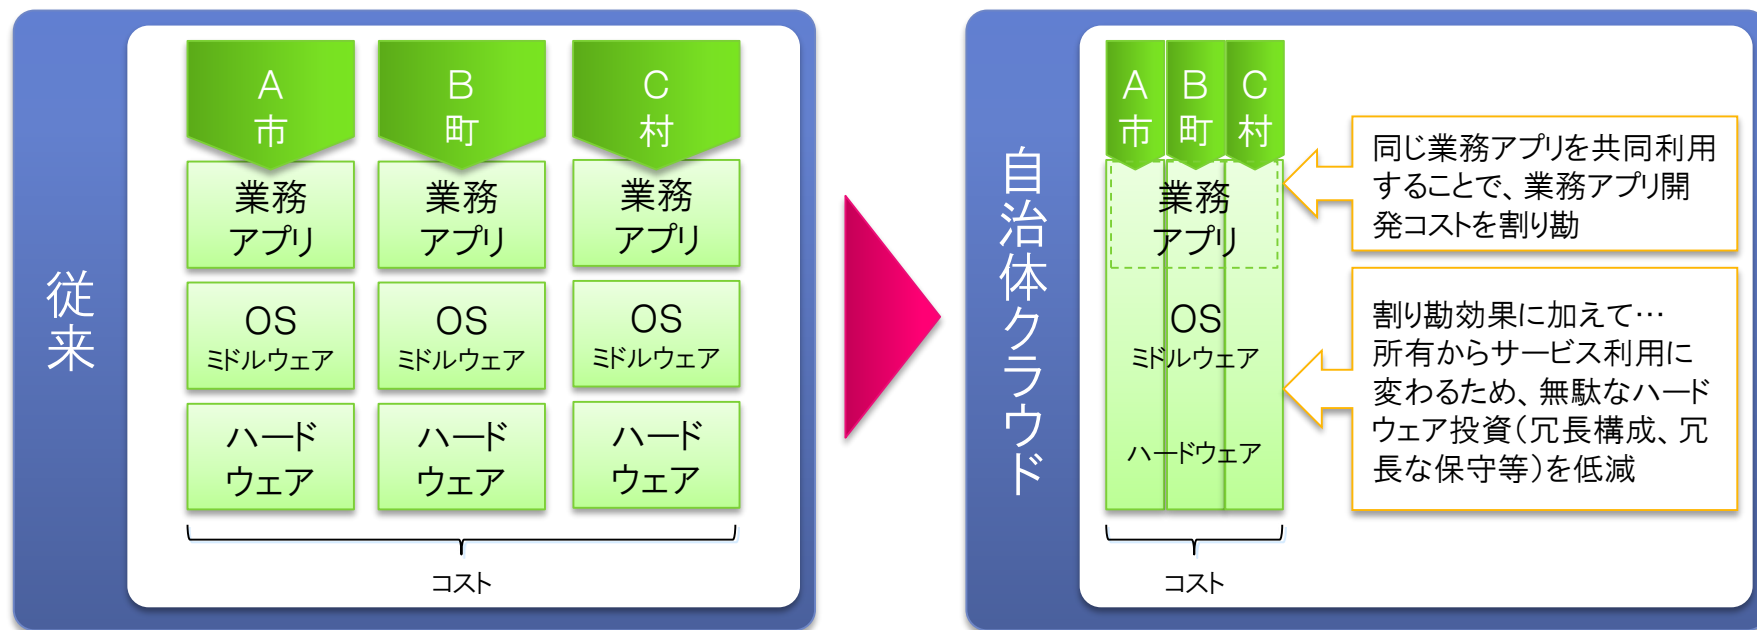 従来
A市
B町
C村
業務
アプリ
業務
アプリ
業務
アプリ
OS
ミドルウェア
OS
ミドルウェア
OS
ミドルウェア
ハード
ウェア
ハード
ウェア
ハード
ウェア
コスト
自治体クラウド
A市
B町
C村
業務
アプリ
OS
ミドルウェア
ハードウェア
コスト
同じ業務アプリを共同利用
することで、業務アプリ開
発コストを割り勘
割り勘効果に加えて…
所有からサービス利用に
変わるため、無駄なハード
ウェア投資(冗長構成、冗
長な保守等)を低減